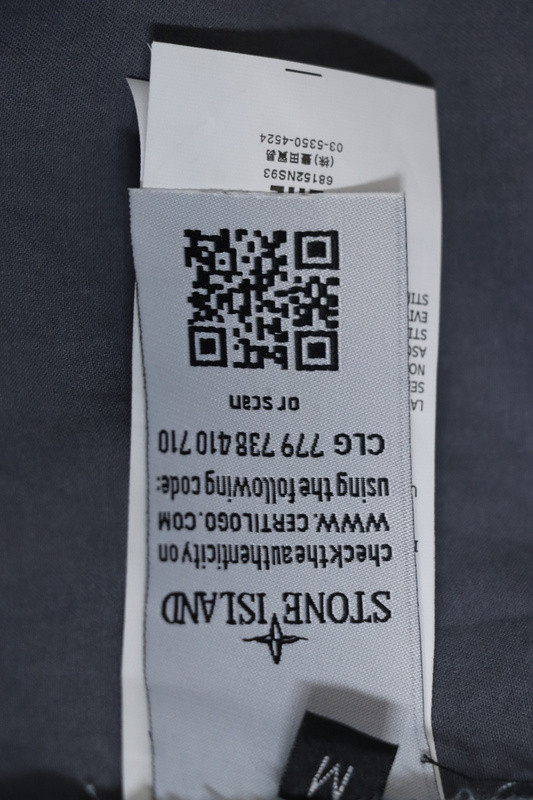 STONE ISLAND
check the authenticity on
WWW.CERTILOGO.COM
using the following code:
CLG 779 738 410 710
or scan
68152NS93
(株)豊田貿易
03-5350-4524
M